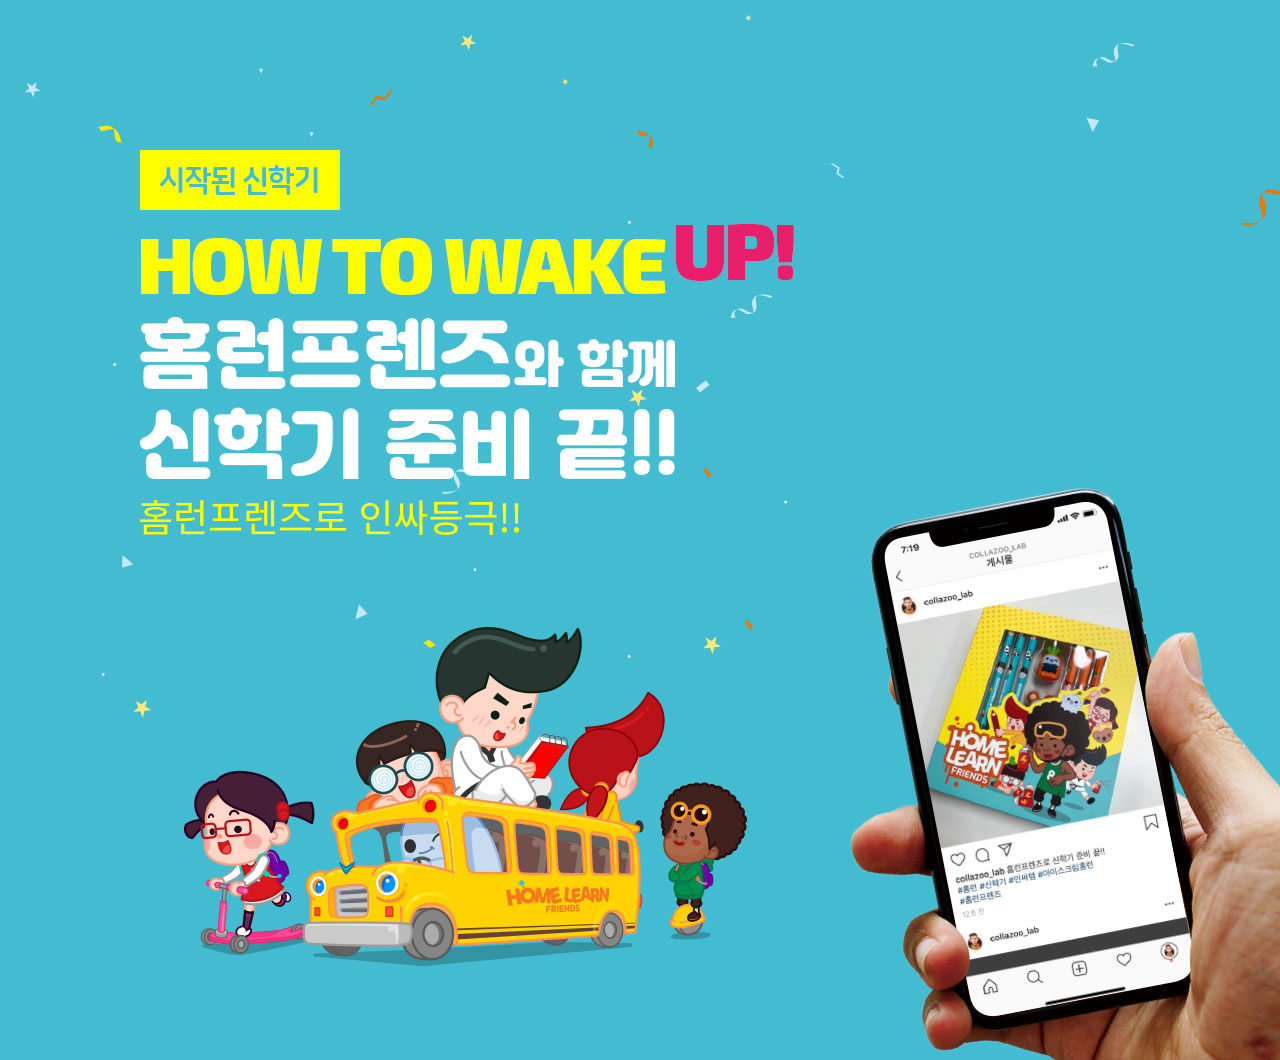 시작된 신학기
HOW TO WAKE UP!
홈런프렌즈와 함께
신학기 준비 끝!!
홈런프렌즈로 인싸등극!!
HOME LEARN
FRIENDS
7:19
COLLAZOO_LAB
게시물
collazoo_lab
HOME
LEARN
FRIENDS
collazoo_lab 홈런프렌즈로 신학기 준비 끝!!
#홈런 #신학기 #인싸템 #아이스크림홈런
#홈런프렌즈
12초 전
collazoo_lab